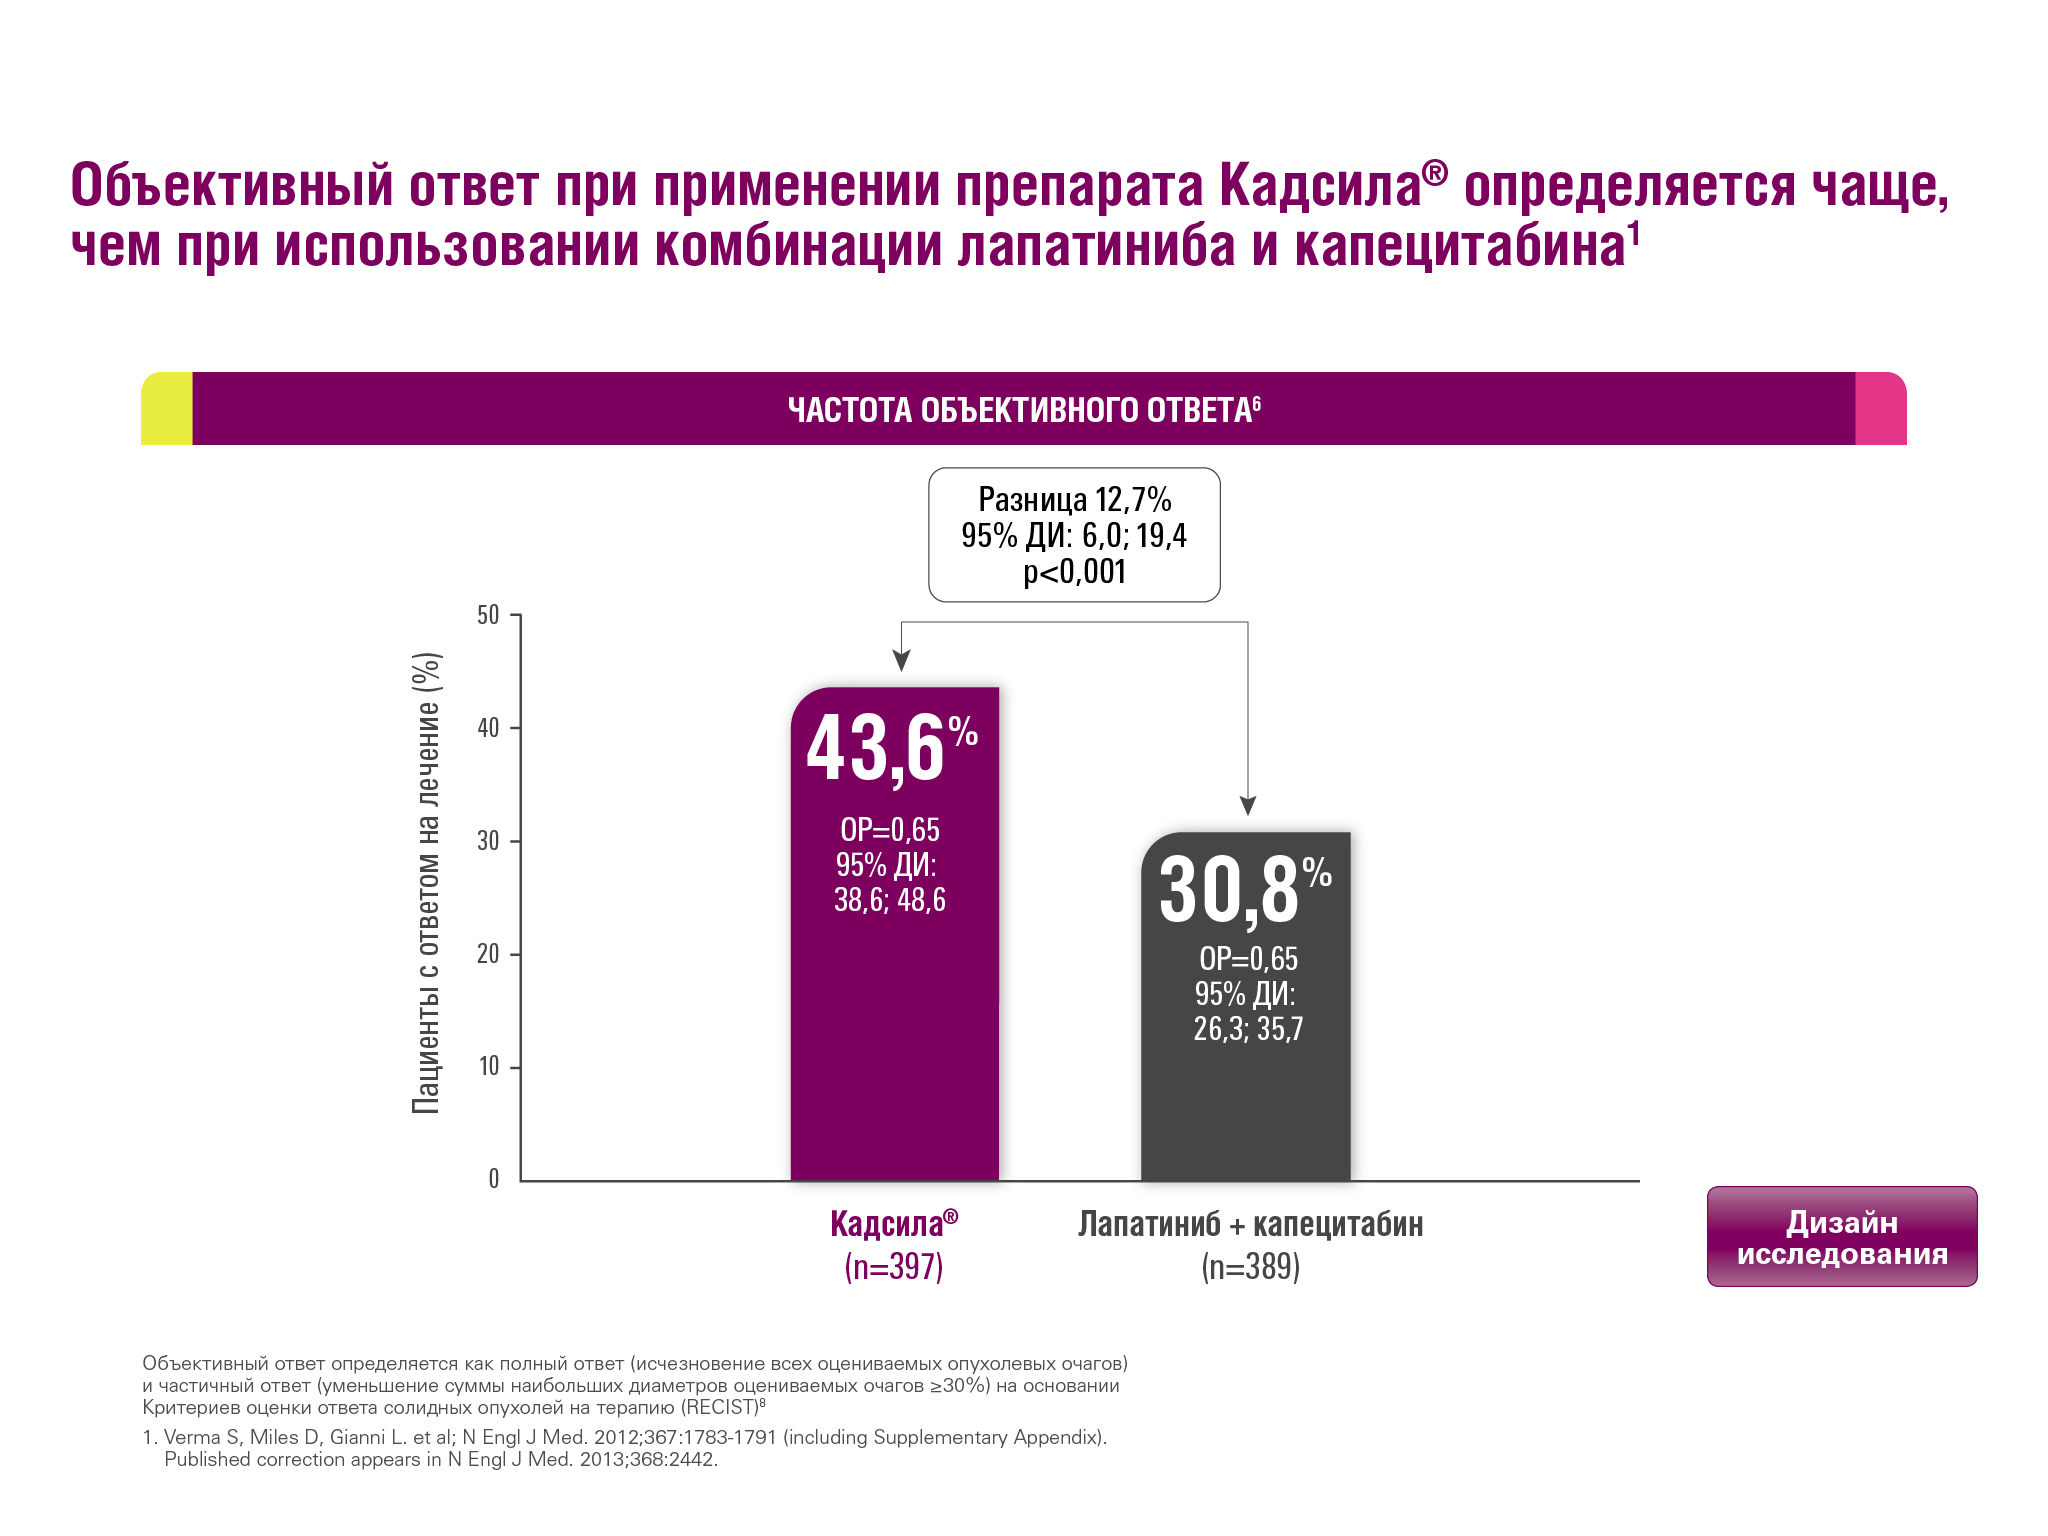 Объективный ответ при применении препарата Кадсила® определяется чаще,
чем при использовании комбинации лапатиниба и капецитабина¹
ЧАСТОТА ОБЪЕКТИВНОГО ОТВЕТА⁶
Разница 12,7%
95% ДИ: 6,0; 19,4
p<0,001
Пациенты с ответом на лечение (%)
50
40
30
20
10
0
43,6%
ОР=0,65
95% ДИ:
38,6; 48,6
30,8%
ОР=0,65
95% ДИ:
26,3; 35,7
Кадсила®
(n=397)
Лапатиниб + капецитабин
(n=389)
Дизайн
исследования
Объективный ответ определяется как полный ответ (исчезновение всех оцениваемых опухолевых очагов)
и частичный ответ (уменьшение суммы наибольших диаметров оцениваемых очагов ≥30%) на основании
Критериев оценки ответа солидных опухолей на терапию (RECIST)⁸
1. Verma S, Miles D, Gianni L. et al; N Engl J Med. 2012;367:1783-1791 (including Supplementary Appendix).
Published correction appears in N Engl J Med. 2013;368:2442.